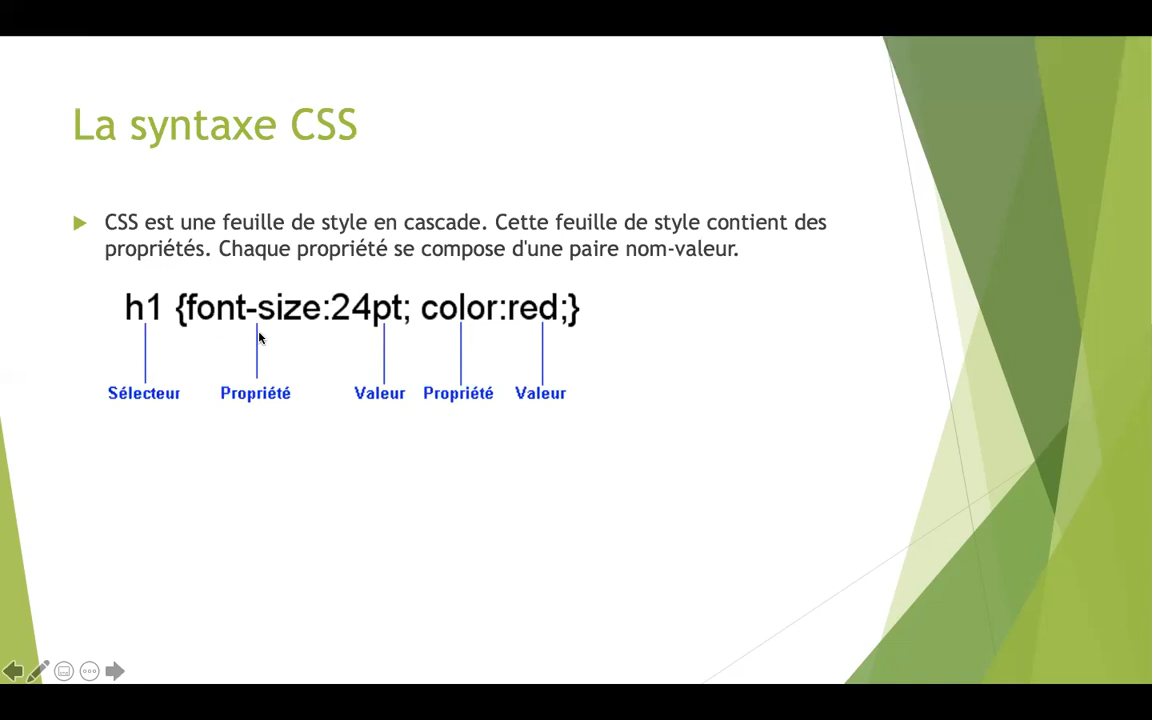 La syntaxe CSS
CSS est une feuille de style en cascade. Cette feuille de style contient des
propriétés. Chaque propriété se compose d'une paire nom-valeur.
h1 {font-size:24pt; color:red;}
Sélecteur Propriété Valeur Propriété Valeur